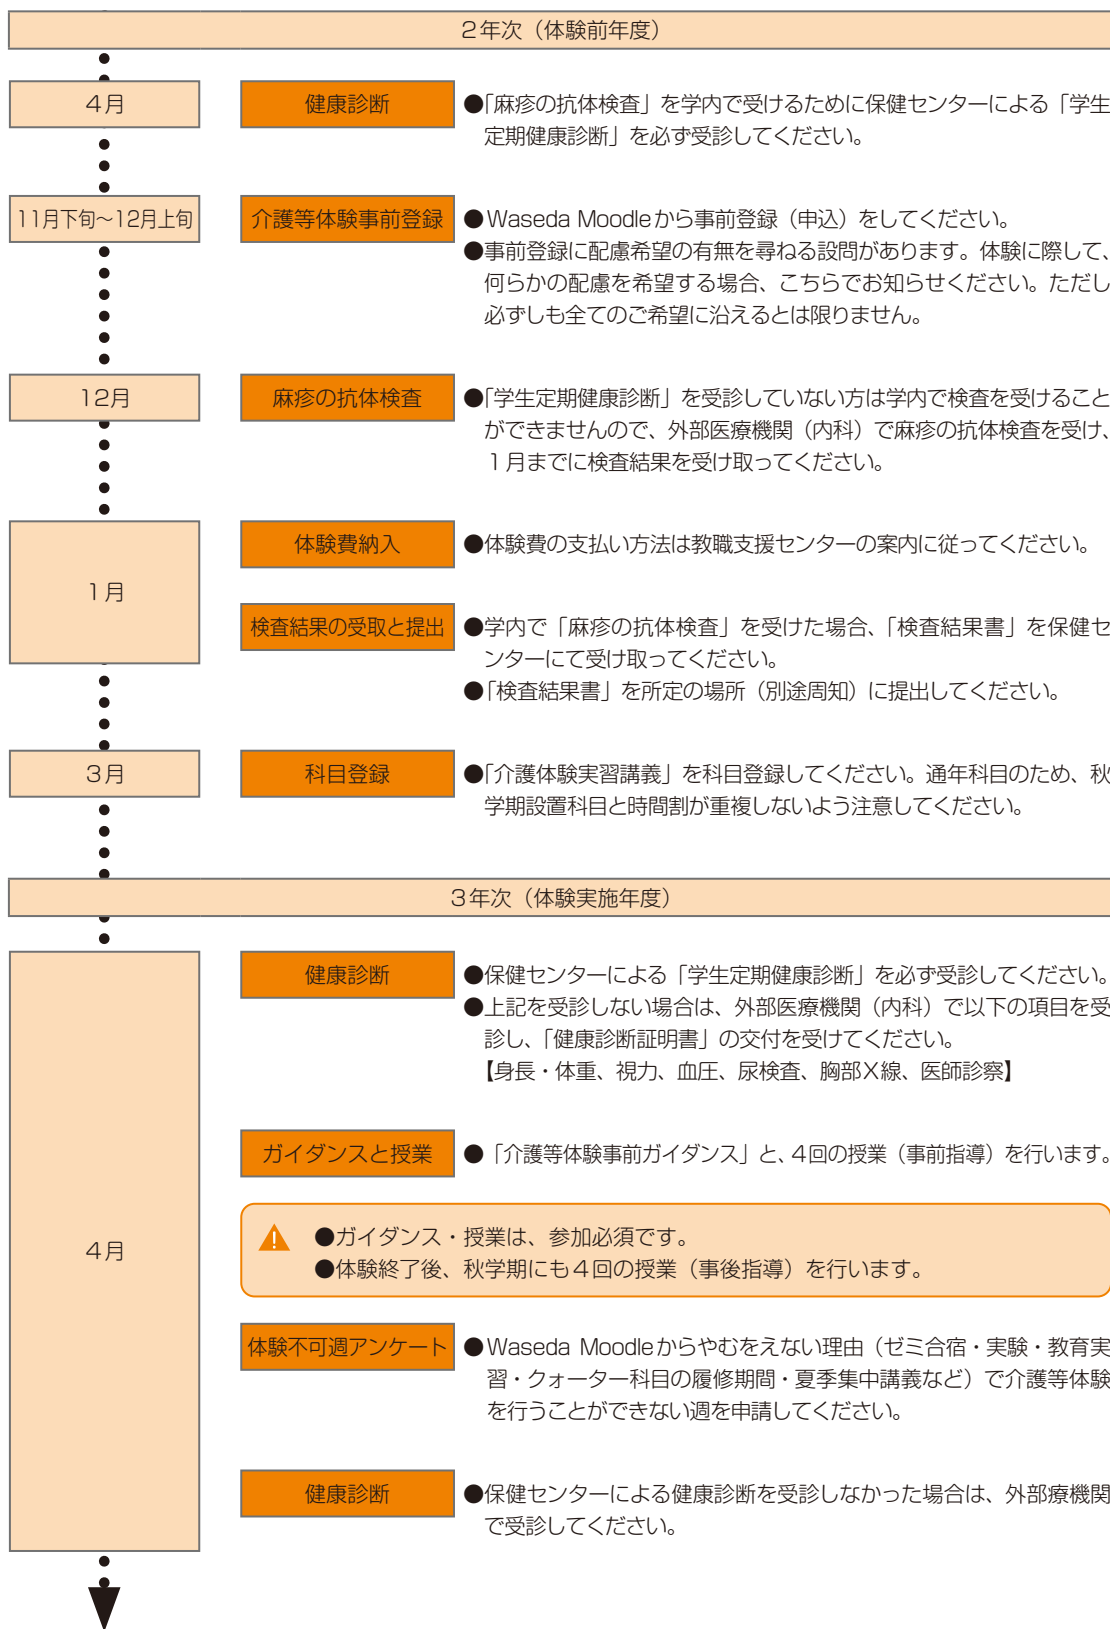 2年次（体験前年度）
4月
健康診断
●「麻疹の抗体検査」を学内で受けるために保健センターによる「学生
定期健康診断」を必ず受診してください。
11月下旬～12月上旬
介護等体験事前登録
●Waseda Moodleから事前登録（申込）をしてください。
●事前登録に配慮希望の有無を尋ねる設問があります。体験に際して、
何らかの配慮を希望する場合、こちらでお知らせください。ただし
必ずしも全てのご希望に沿えるとは限りません。
12月
麻疹の抗体検査
●「学生定期健康診断」を受診していない方は学内で検査を受けること
ができませんので、外部医療機関（内科）で麻疹の抗体検査を受け、
1月までに検査結果を受け取ってください。
1月
体験費納入
●体験費の支払い方法は教職支援センターの案内に従ってください。
検査結果の受取と提出
●学内で「麻疹の抗体検査」を受けた場合、「検査結果書」を保健セ
ンターにて受け取ってください。
●「検査結果書」を所定の場所（別途周知）に提出してください。
3月
科目登録
●「介護体験実習講義」を科目登録してください。通年科目のため、秋
学期設置科目と時間割が重複しないよう注意してください。
3年次（体験実施年度）
4月
健康診断
●保健センターによる「学生定期健康診断」を必ず受診してください。
●上記を受診しない場合は、外部医療機関（内科）で以下の項目を受
診し、「健康診断証明書」の交付を受けてください。
【身長・体重、視力、血圧、尿検査、胸部X線、医師診察】
ガイダンスと授業
●「介護等体験事前ガイダンス」と、4回の授業（事前指導）を行います。
●ガイダンス・授業は、参加必須です。
●体験終了後、秋学期にも4回の授業（事後指導）を行います。
体験不可週アンケート
●Waseda Moodleからやむをえない理由（ゼミ合宿・実験・教育実
習・クォーター科目の履修期間・夏季集中講義など）で介護等体験
を行うことができない週を申請してください。
健康診断
●保健センターによる健康診断を受診しなかった場合は、外部療機関
で受診してください。